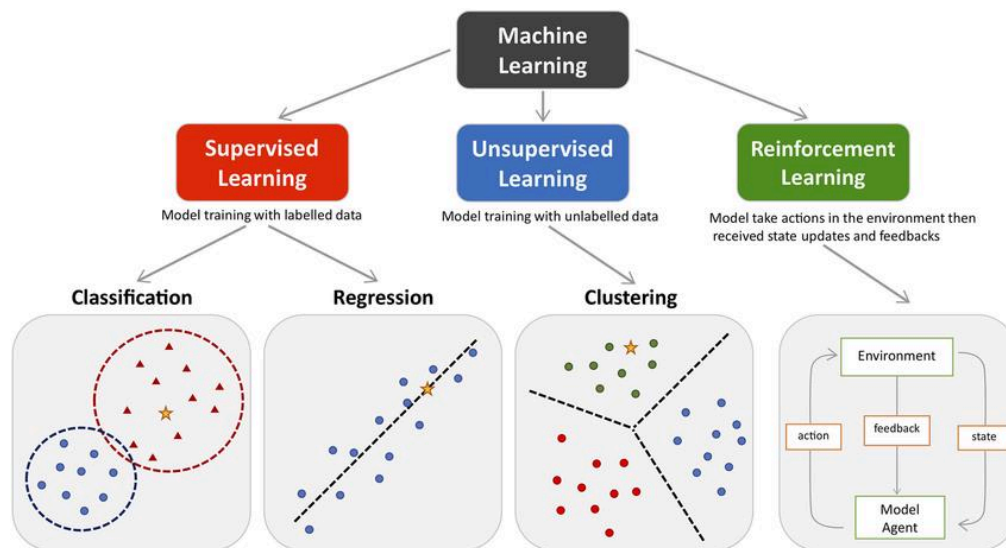 Machine
Learning
Supervised
Learning
Unsupervised
Learning
Reinforcement
Learning
Model training with labelled data
Model training with unlabelled data
Model take actions in the environment then
received state updates and feedbacks
Classification
Regression
Clustering
Environment
action
feedback
state
Model
Agent